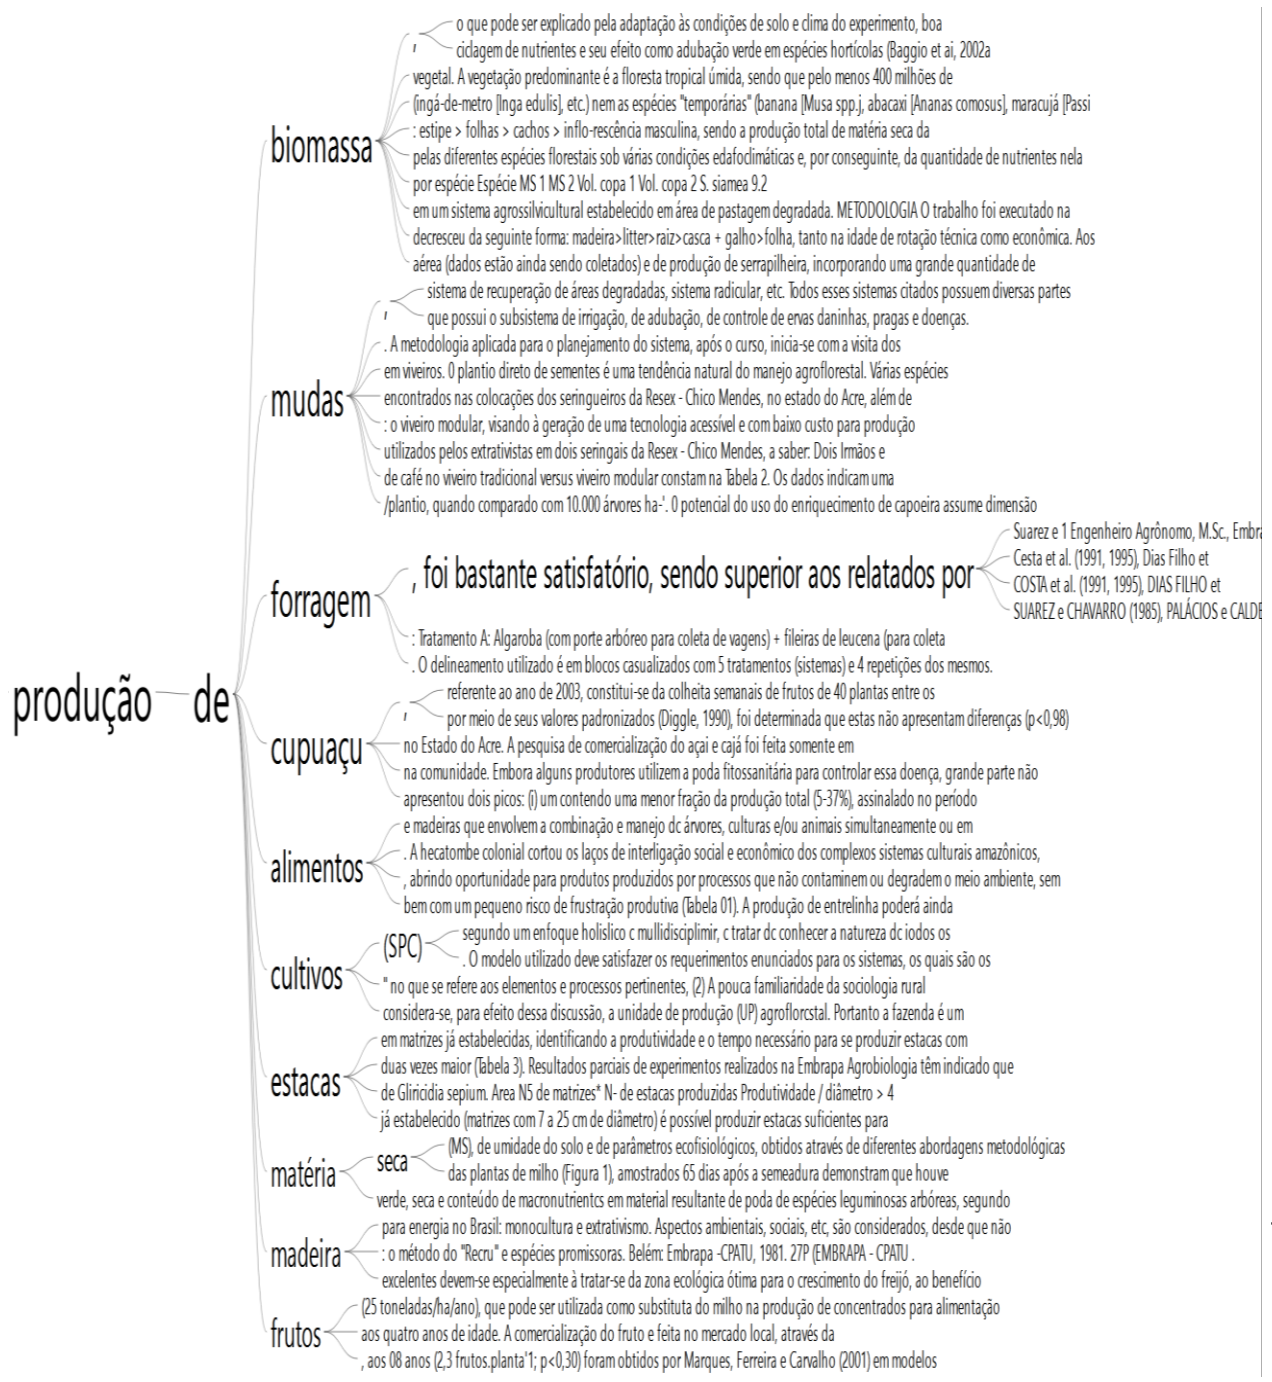 produção
de
biomassa
,
o que pode ser explicado pela adaptação às condições de solo e clima do experimento, boa
ciclagem de nutrientes e seu efeito como adubação verde em espécies hortícolas (Baggio et ai, 2002a
vegetal. A vegetação predominante é a floresta tropical úmida, sendo que pelo menos 400 milhões de
(ingá-de-metro [Inga edulis], etc.) nem as espécies "temporárias" (banana [Musa spp.j, abacaxi [Ananas comosus], maracujá [Passi
: estipe > folhas > cachos > inflo-rescência masculina, sendo a produção total de matéria seca da
pelas diferentes espécies florestais sob várias condições edafoclimáticas e, por conseguinte, da quantidade de nutrientes nela
por espécie Espécie MS 1 MS 2 Vol. copa 1 Vol. copa 2 S. siamea 9.2
em um sistema agrossilvicultural estabelecido em área de pastagem degradada. METODOLOGIA O trabalho foi executado na
decresceu da seguinte forma: madeira>litter>raiz>casca + galho>folha, tanto na idade de rotação técnica como econômica. Aos
aérea (dados estão ainda sendo coletados) e de produção de serrapilheira, incorporando uma grande quantidade de
mudas
,
sistema de recuperação de áreas degradadas, sistema radicular, etc. Todos esses sistemas citados possuem diversas partes
que possui o subsistema de irrigação, de adubação, de controle de ervas daninhas, pragas e doenças.
. A metodologia aplicada para o planejamento do sistema, após o curso, inicia-se com a visita dos
em viveiros. 0 plantio direto de sementes é uma tendência natural do manejo agroflorestal. Várias espécies
encontrados nas colocações dos seringueiros da Resex - Chico Mendes, no estado do Acre, além de
: o viveiro modular, visando à geração de uma tecnologia acessível e com baixo custo para produção
utilizados pelos extrativistas em dois seringais da Resex - Chico Mendes, a saber: Dois Irmãos e
de café no viveiro tradicional versus viveiro modular constam na Tabela 2. Os dados indicam uma
/plantio, quando comparado com 10.000 árvores ha-'. 0 potencial do uso do enriquecimento de capoeira assume dimensão
forragem
, foi bastante satisfatório, sendo superior aos relatados por
Suarez e 1 Engenheiro Agrônomo, M.Sc., Embra
Cesta et al. (1991, 1995), Dias Filho et
COSTA et al. (1991, 1995), DIAS FILHO et
SUAREZ e CHAVARRO (1985), PALÁCIOS e CALDE
: Tratamento A: Algaroba (com porte arbóreo para coleta de vagens) + fileiras de leucena (para coleta
. O delineamento utilizado é em blocos casualizados com 5 tratamentos (sistemas) e 4 repetições dos mesmos.
cupuaçu
,
referente ao ano de 2003, constitui-se da colheita semanais de frutos de 40 plantas entre os
por meio de seus valores padronizados (Diggle, 1990), foi determinada que estas não apresentam diferenças (p<0,98)
no Estado do Acre. A pesquisa de comercialização do açai e cajá foi feita somente em
na comunidade. Embora alguns produtores utilizem a poda fitossanitária para controlar essa doença, grande parte não
apresentou dois picos: (i) um contendo uma menor fração da produção total (5-37%), assinalado no período
alimentos
e madeiras que envolvem a combinação e manejo dc árvores, culturas e/ou animais simultaneamente ou em
. A hecatombe colonial cortou os laços de interligação social e econômico dos complexos sistemas culturais amazônicos,
, abrindo oportunidade para produtos produzidos por processos que não contaminem ou degradem o meio ambiente, sem
bem com um pequeno risco de frustração produtiva (Tabela 01). A produção de entrelinha poderá ainda
cultivos
(SPC)
segundo um enfoque holislico c mullidisciplimir, c tratar dc conhecer a natureza dc iodos os
. O modelo utilizado deve satisfazer os requerimentos enunciados para os sistemas, os quais são os
" no que se refere aos elementos e processos pertinentes, (2) A pouca familiaridade da sociologia rural
considera-se, para efeito dessa discussão, a unidade de produção (UP) agroflorcstal. Portanto a fazenda é um
estacas
em matrizes já estabelecidas, identificando a produtividade e o tempo necessário para se produzir estacas com
duas vezes maior (Tabela 3). Resultados parciais de experimentos realizados na Embrapa Agrobiologia têm indicado que
de Gliricidia sepium. Area N5 de matrizes* N- de estacas produzidas Produtividade / diâmetro > 4
já estabelecido (matrizes com 7 a 25 cm de diâmetro) é possível produzir estacas suficientes para
matéria
seca
(MS), de umidade do solo e de parâmetros ecofisiológicos, obtidos através de diferentes abordagens metodológicas
das plantas de milho (Figura 1), amostrados 65 dias após a semeadura demonstram que houve
verde, seca e conteúdo de macronutrientcs em material resultante de poda de espécies leguminosas arbóreas, segundo
madeira
para energia no Brasil: monocultura e extrativismo. Aspectos ambientais, sociais, etc, são considerados, desde que não
: o método do "Recru" e espécies promissoras. Belém: Embrapa -CPATU, 1981. 27P (EMBRAPA - CPATU .
excelentes devem-se especialmente à tratar-se da zona ecológica ótima para o crescimento do freijó, ao benefício
frutos
(25 toneladas/ha/ano), que pode ser utilizada como substituta do milho na produção de concentrados para alimentação
aos quatro anos de idade. A comercialização do fruto e feita no mercado local, através da
, aos 08 anos (2,3 frutos.planta'1; p<0,30) foram obtidos por Marques, Ferreira e Carvalho (2001) em modelos